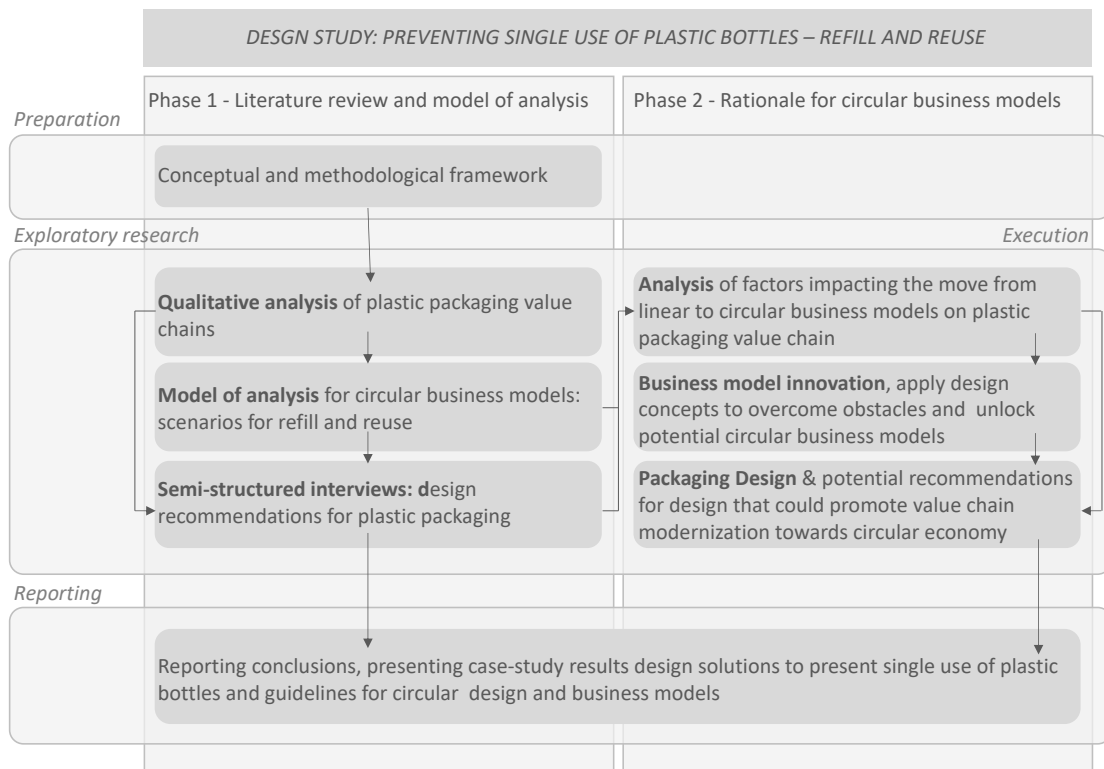 DESGN STUDY: PREVENTING SINGLE USE OF PLASTIC BOTTLES – REFILL AND REUSE
Phase 1 - Literature review and model of analysis
Phase 2 - Rationale for circular business models
Preparation
Conceptual and methodological framework
Exploratory research
Execution
Qualitative analysis of plastic packaging value
chains
Model of analysis for circular business models:
scenarios for refill and reuse
Semi-structured interviews: design
recommendations for plastic packaging
Analysis of factors impacting the move from
linear to circular business models on plastic
packaging value chain
Business model innovation, apply design
concepts to overcome obstacles and unlock
potential circular business models
Packaging Design & potential recommendations
for design that could promote value chain
modernization towards circular economy
Reporting
Reporting conclusions, presenting case-study results design solutions to present single use of plastic
bottles and guidelines for circular design and business models